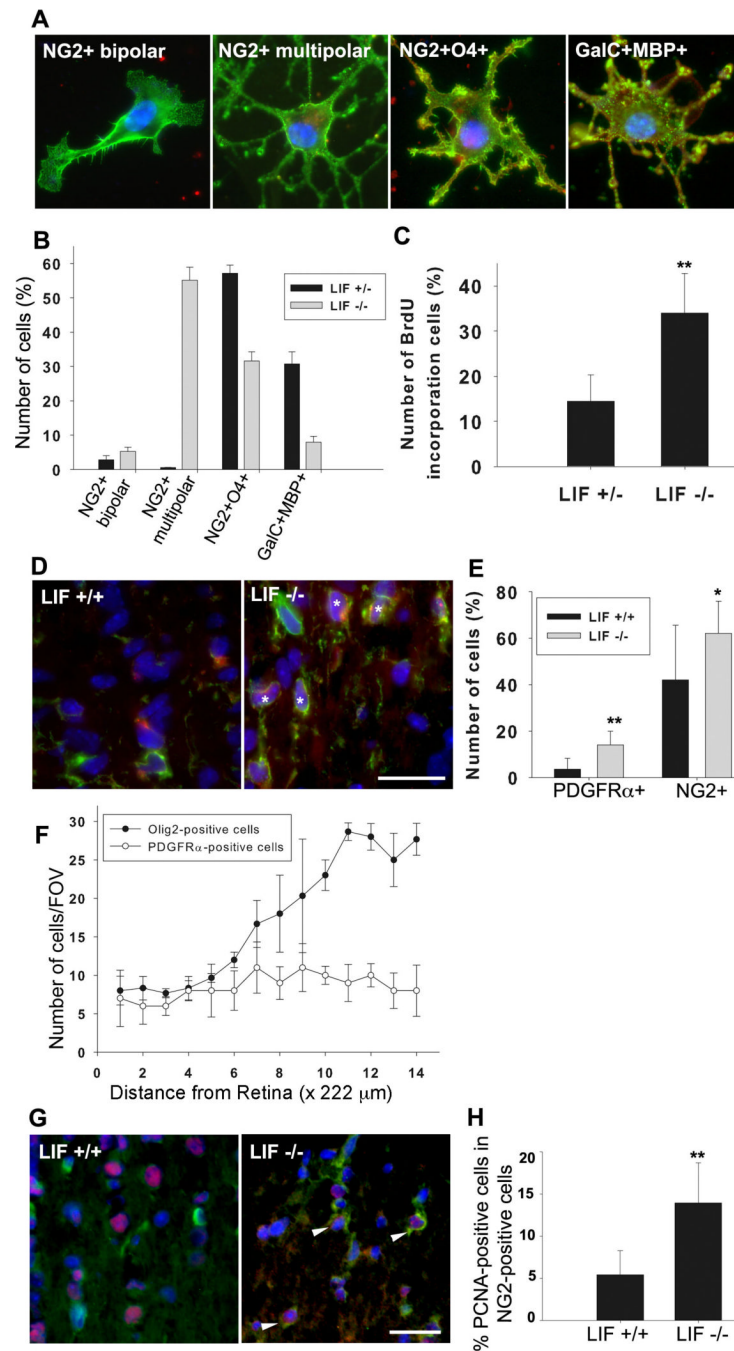 A
NG2+ bipolar
NG2+ multipolar
NG2+O4+
GalC+MBP+
B
Number of cells (%)
60
50
40
30
20
10
0
LIF +/-
LIF -/-
NG2+ bipolar
NG2+ multipolar
NG2+O4+
GalC+MBP+
C
Number of BrdU
incorporation cells (%)
40
30
20
10
0
**
LIF +/-
LIF -/-
D
LIF +/+
LIF -/-
*
*
*
*
E
Number of cells (%)
80
60
40
20
0
LIF +/+
LIF -/-
**
*
PDGFRα+
NG2+
F
Number of cells/FOV
30
25
20
15
10
5
0
Olig2-positive cells
PDGFRα-positive cells
0
2
4
6
8
10
12
14
Distance from Retina (x 222 μm)
G
LIF +/+
LIF -/-
H
% PCNA-positive cells in
NG2-positive cells
20
15
10
5
0
**
LIF +/+
LIF -/-